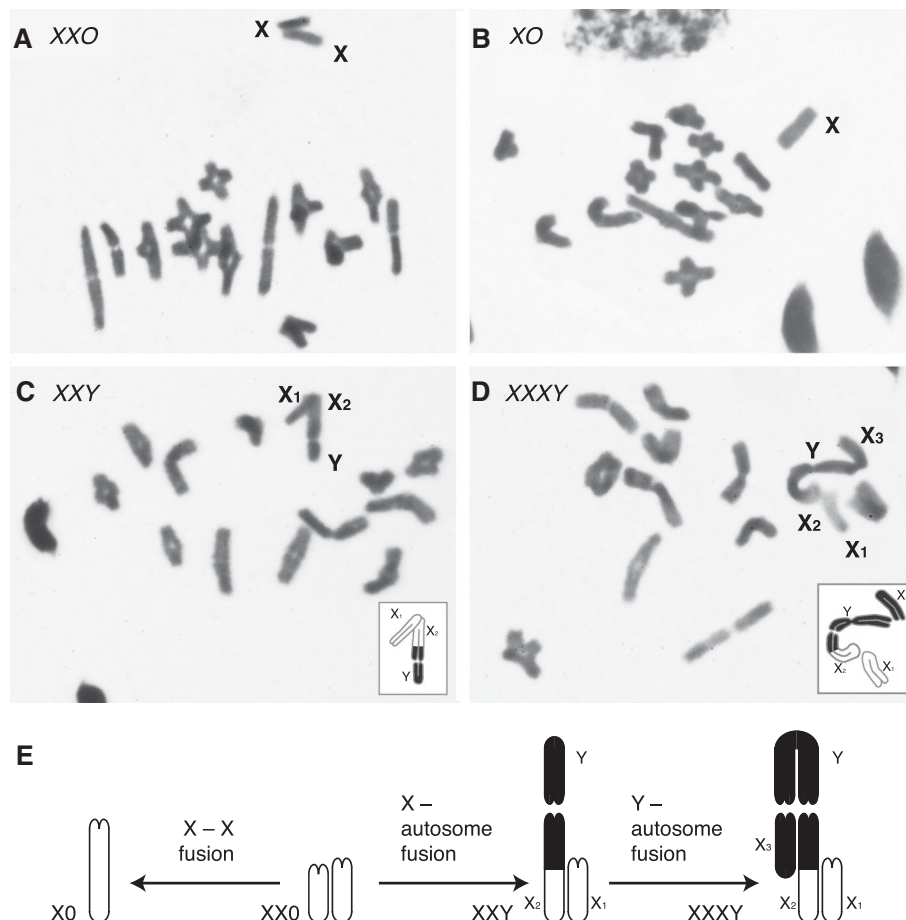 A XXO
X
X
B XO
X
C XXY
X1 X2
Y
X1
X2
Y
D XXXY
X3
Y
X2
X1
X
Y
X2
X1
E
X – X
fusion
X –
autosome
fusion
Y –
autosome
fusion
Y
Y
X3
X0
XX0
XXY
X2
X1
XXXY
X2
X1